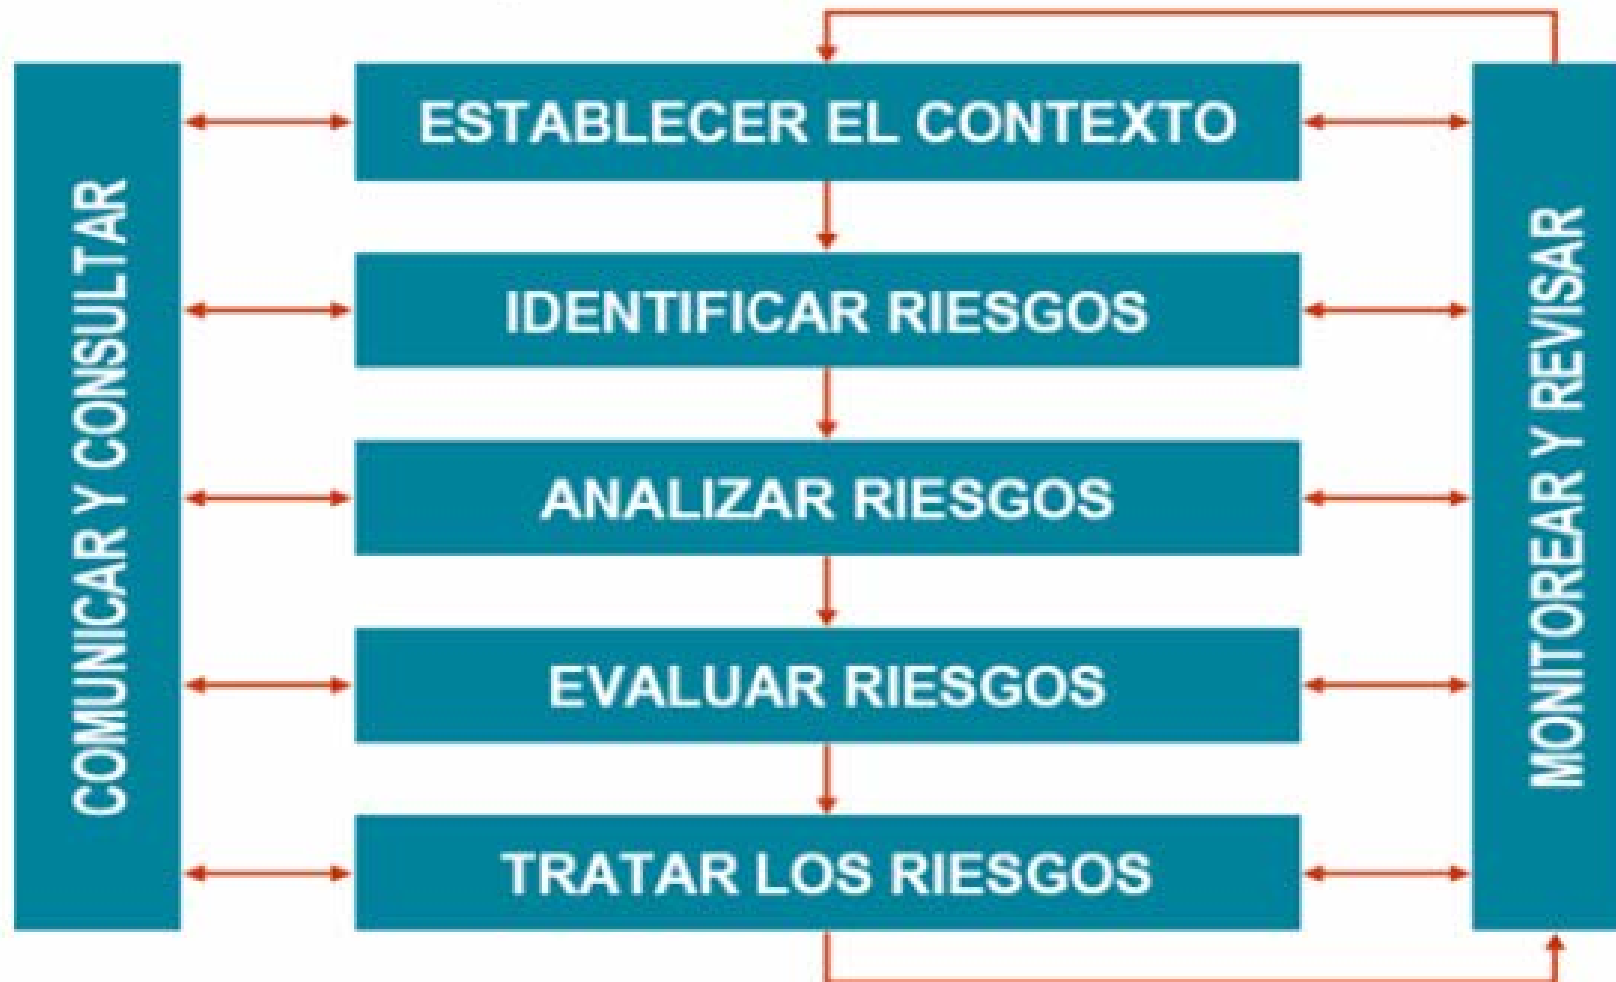 COMUNICAR Y CONSULTAR
ESTABLECER EL CONTEXTO
IDENTIFICAR RIESGOS
ANALIZAR RIESGOS
EVALUAR RIESGOS
TRATAR LOS RIESGOS
MONITOREAR Y REVISAR